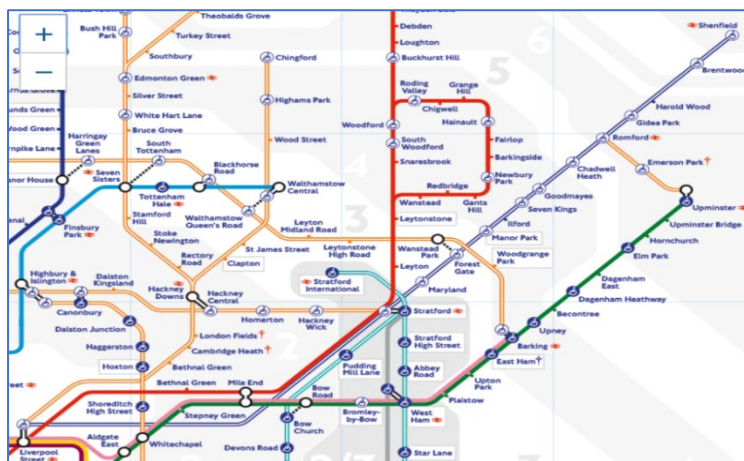 Theobalds Grove
Bush Hill
Park
Turkey Street
Southbury
Edmonton Green
Silver Street
White Hart Lane
Bruce Grove
South
Tottenham
Harringay
Green
Lanes
Seven
Sisters
Tottenham
Hale
Finsbury
Park
Stamford
Hill
Stoke
Newington
Rectory
Road
Chingford
Highams Park
Wood Street
Blackhorse
Road
Walthamstow
Central
Walthamstow
Queen's Road
St James Street
Clapton
Leyton
Midland Road
Leytonstone
High Road
Wanstead
Park
Debden
Loughton
Buckhurst Hill
Roding
Valley
Grange
Hill
Chigwell
Hainault
Woodford
South
Woodford
Snaresbrook
Fairlop
Barkingside
Newbury
Park
Redbridge
Wanstead
Gants
Hill
Leytonstone
Leyton
Shenfield
Brentwood
Harold Wood
Gidea Park
Romford
Emerson Park
Chadwell
Heath
Goodmayes
Seven Kings
Ilford
Manor Park
Forest
Gate
Woodgrange
Park
Maryland
Upminster
Upminster Bridge
Hornchurch
Elm Park
Dagenham
East
Dagenham Heathway
Becontree
Upney
Barking
East Ham
Upton
Park
Plaistow
Highbury &
Islington
Dalston
Kingsland
Canonbury
Dalston Junction
Haggerston
Hoxton
Shoreditch
High Street
Hackney
Downs
Hackney
Central
Homerton
Hackney
Wick
London Fields
Cambridge Heath
Bethnal Green
Bethnal Green
Mile End
Stepney Green
Whitechapel
Aldgate
East
Liverpool
Street
Stratford
International
Stratford
Stratford
High Street
Pudding
Mill Lane
Abbey
Road
Bow
Road
Bow
Church
Bromley-
by-Bow
West
Ham
Devons Road
Star Lane
Manor House
2
3
5
6
2/3
3